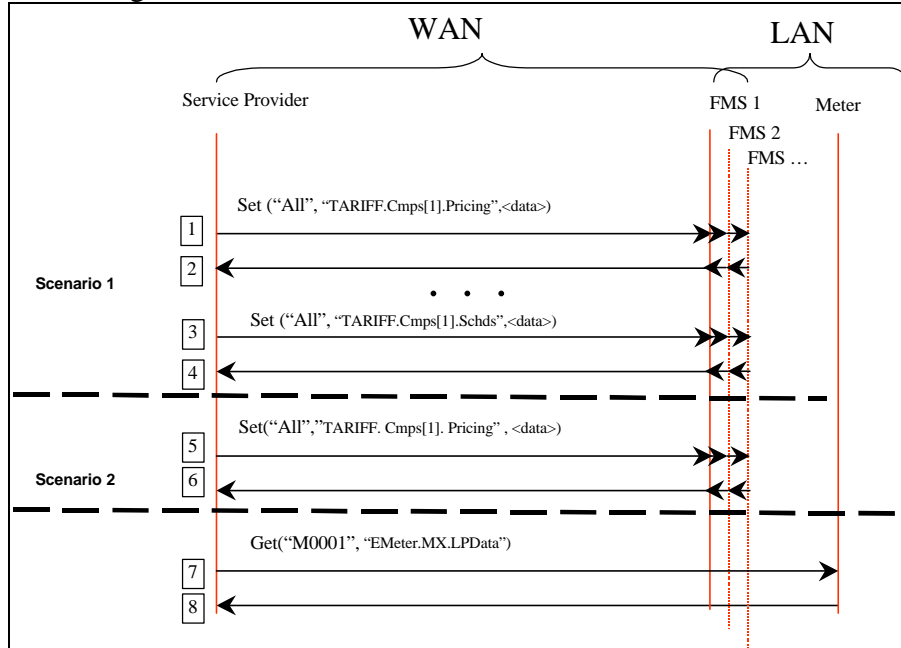 WAN LAN
Service Provider FMS 1 Meter
FMS 2
FMS …
Set (“All”, “TARIFF.Cmps[1].Pricing”,<data>)
1
2
Scenario 1
. . .
Set (“All”, “TARIFF.Cmps[1].Schds”,<data>)
3
4
Set(“All”,”TARIFF. Cmps[1]. Pricing” , <data>)
5
Scenario 2
6
Get(“M0001”, “EMeter.MX.LPData”)
7
8